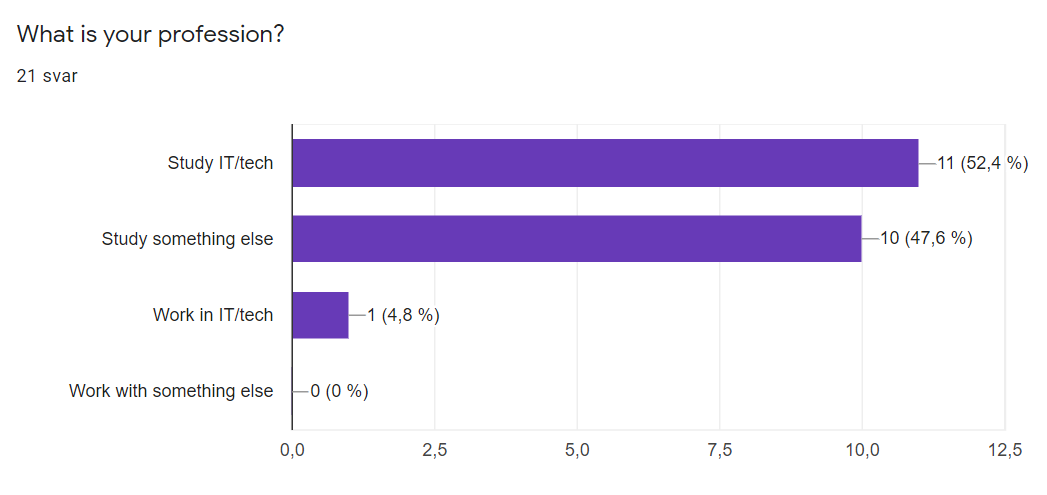 What is your profession?
21 svar
Study IT/tech 11 (52,4 %)
Study something else 10 (47,6 %)
Work in IT/tech 1 (4,8 %)
Work with something else 0 (0 %)
0,0 2,5 5,0 7,5 10,0 12,5